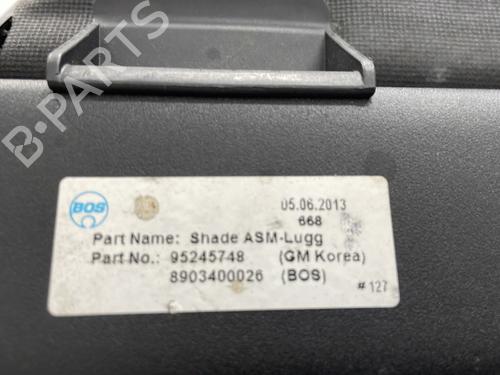 B-PARTS
BOS
05.06.2013
668
Part Name: Shade ASM-Lugg
Part No.: 95245748 (GM Korea)
8903400026 (BOS)
#127